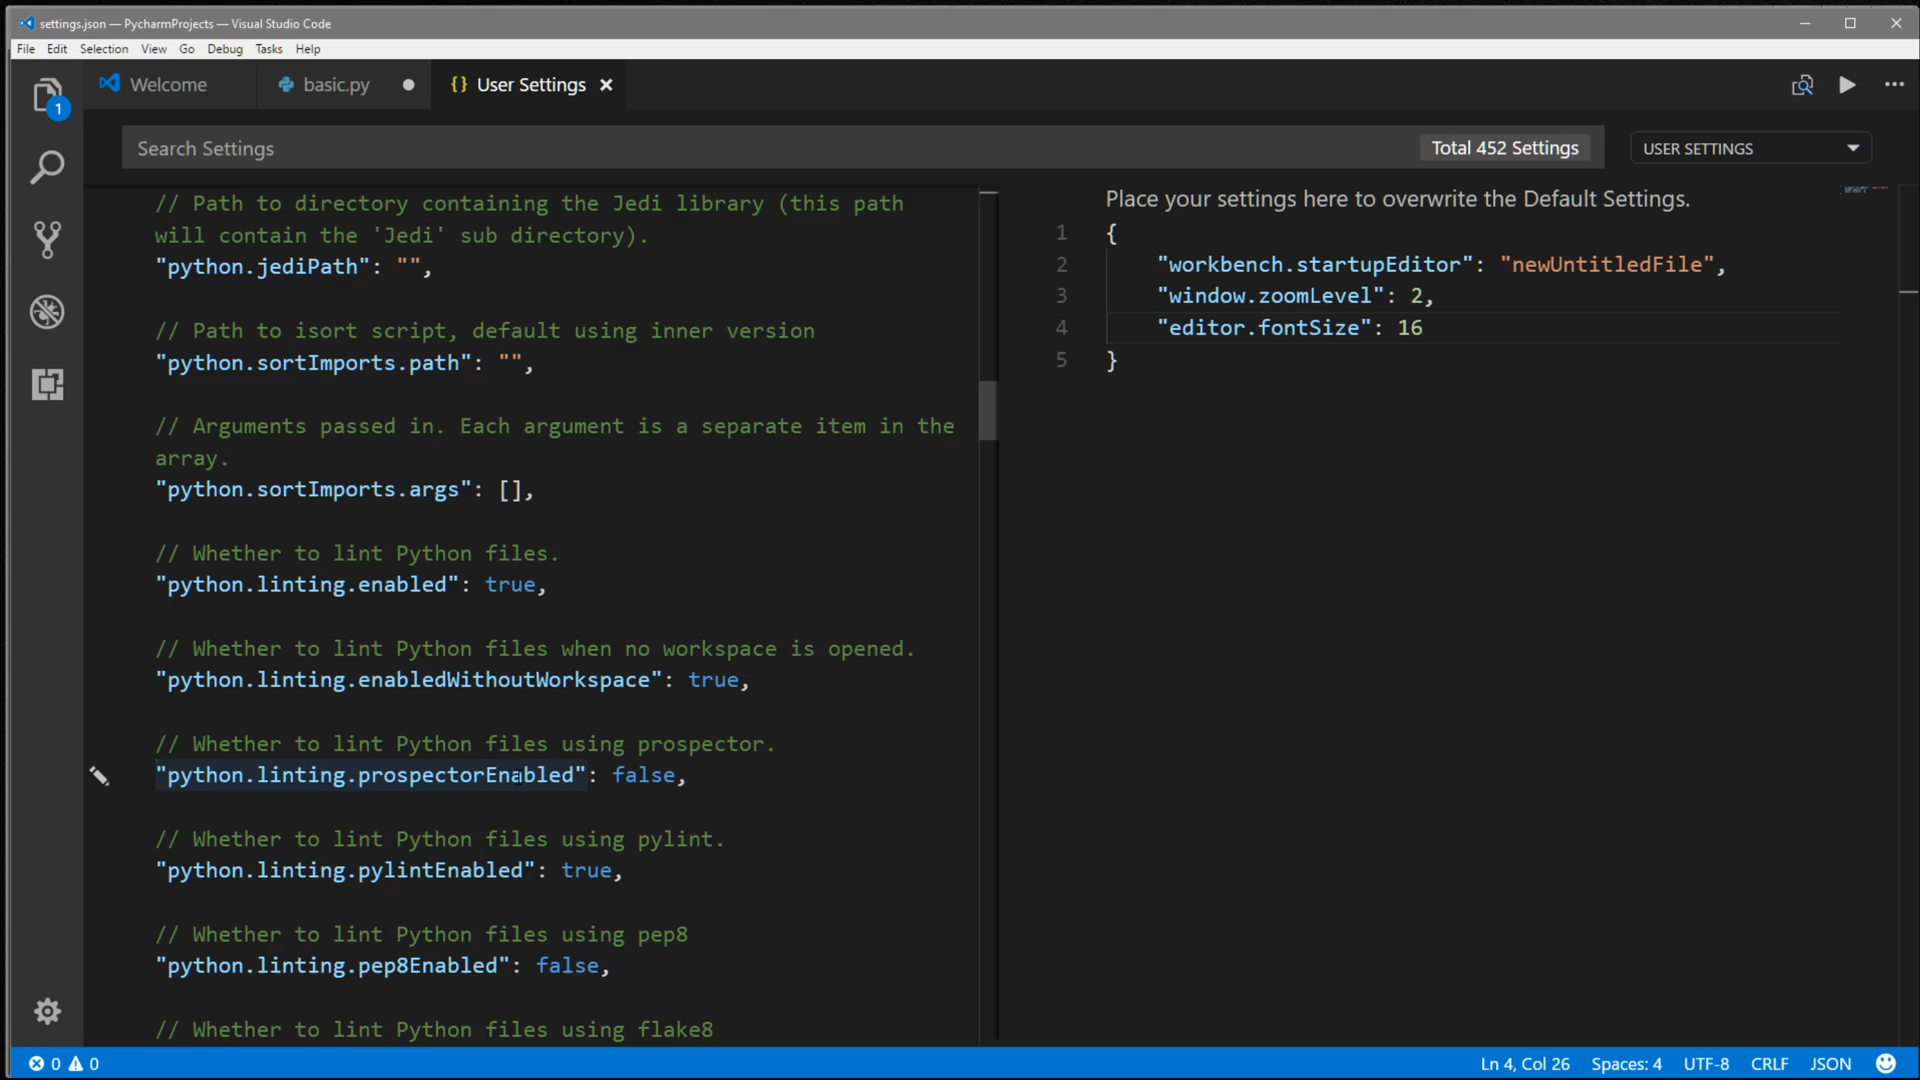 settings.json — PycharmProjects — Visual Studio Code
File Edit Selection View Go Debug Tasks Help
1
Welcome
basic.py
{} User Settings
Search Settings
Total 452 Settings
USER SETTINGS
// Path to directory containing the Jedi library (this path
will contain the 'Jedi' sub directory).
"python.jediPath": "",
// Path to isort script, default using inner version
"python.sortImports.path": "",
// Arguments passed in. Each argument is a separate item in the
array.
"python.sortImports.args": [],
// Whether to lint Python files.
"python.linting.enabled": true,
// Whether to lint Python files when no workspace is opened.
"python.linting.enabledWithoutWorkspace": true,
// Whether to lint Python files using prospector.
"python.linting.prospectorEnabled": false,
// Whether to lint Python files using pylint.
"python.linting.pylintEnabled": true,
// Whether to lint Python files using pep8
"python.linting.pep8Enabled": false,
// Whether to lint Python files using flake8
Place your settings here to overwrite the Default Settings.
1 {
2 "workbench.startupEditor": "newUntitledFile",
3 "window.zoomLevel": 2,
4 "editor.fontSize": 16
5 }
0 0
Ln 4, Col 26 Spaces: 4 UTF-8 CRLF JSON